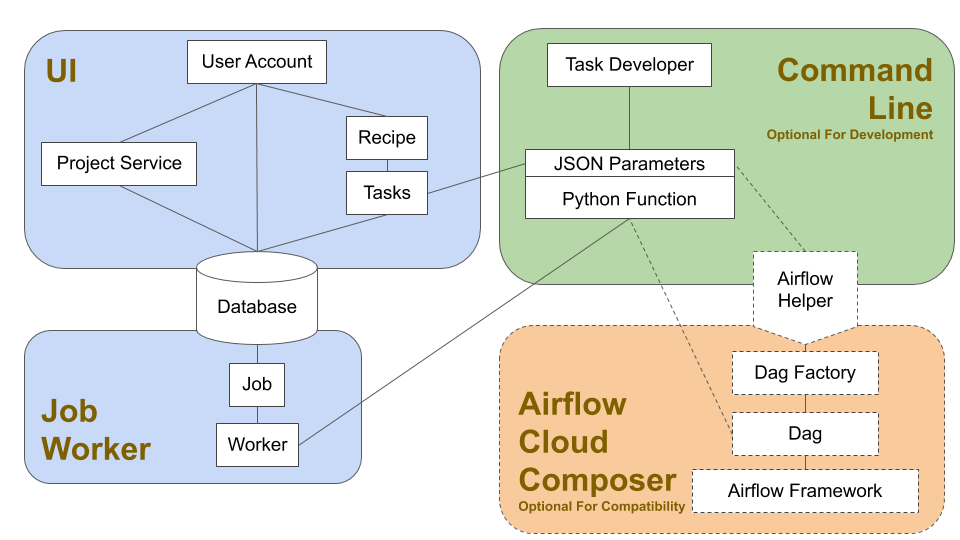 UI
User Account
Project Service
Recipe
Tasks
Database
Job
Worker
Job
Worker
Command
Line
Optional For Development
Task Developer
JSON Parameters
Python Function
Airflow
Helper
Airflow
Cloud
Composer
Optional For Compatibility
Dag Factory
Dag
Airflow Framework